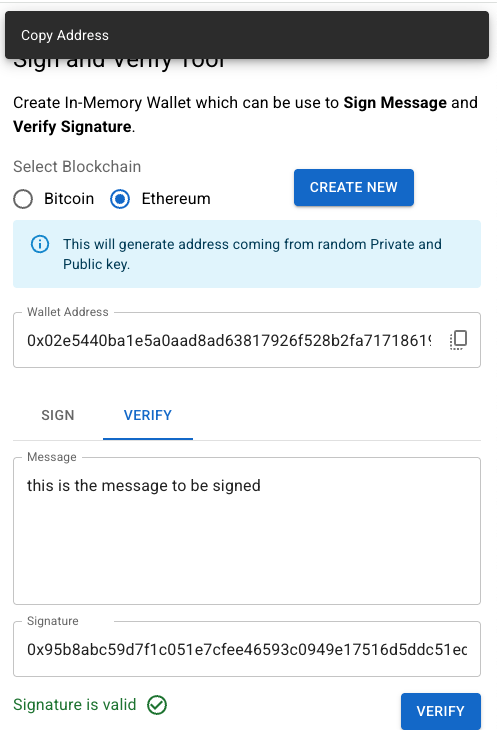 Copy Address
Sign and Verify Tool
Create In-Memory Wallet which can be use to Sign Message and
Verify Signature.
Select Blockchain
Bitcoin
Ethereum
CREATE NEW
This will generate address coming from random Private and
Public key.
Wallet Address
0x02e5440ba1e5a0aad8ad63817926f528b2fa71718619
SIGN
VERIFY
Message
this is the message to be signed
Signature
0x95b8abc59d7f1c051e7cfee46593c0949e17516d5ddc51ec
Signature is valid
VERIFY